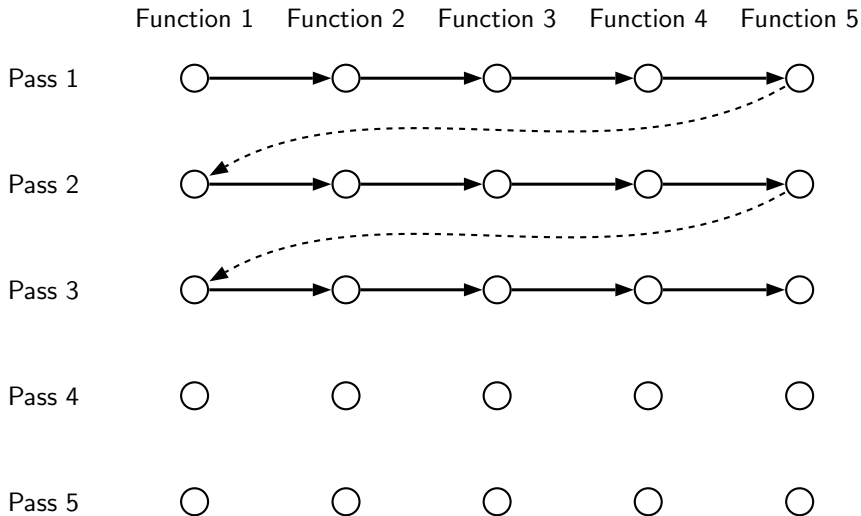 Function 1 Function 2 Function 3 Function 4 Function 5
Pass 1
Pass 2
Pass 3
Pass 4
Pass 5